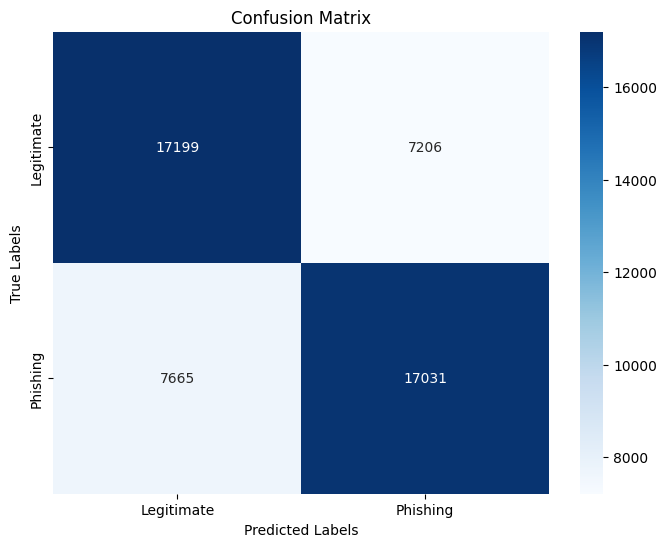 Confusion Matrix
Legitimate
17199
7206
Phishing
7665
17031
True Labels
Legitimate
Phishing
Predicted Labels
16000
14000
12000
10000
8000